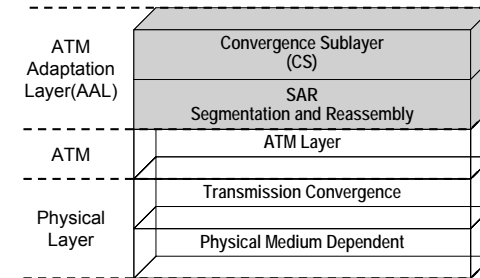 ATM
Adaptation
Layer(AAL)
Convergence Sublayer
(CS)
SAR
Segmentation and Reassembly
ATM
ATM Layer
Physical
Layer
Transmission Convergence
Physical Medium Dependent